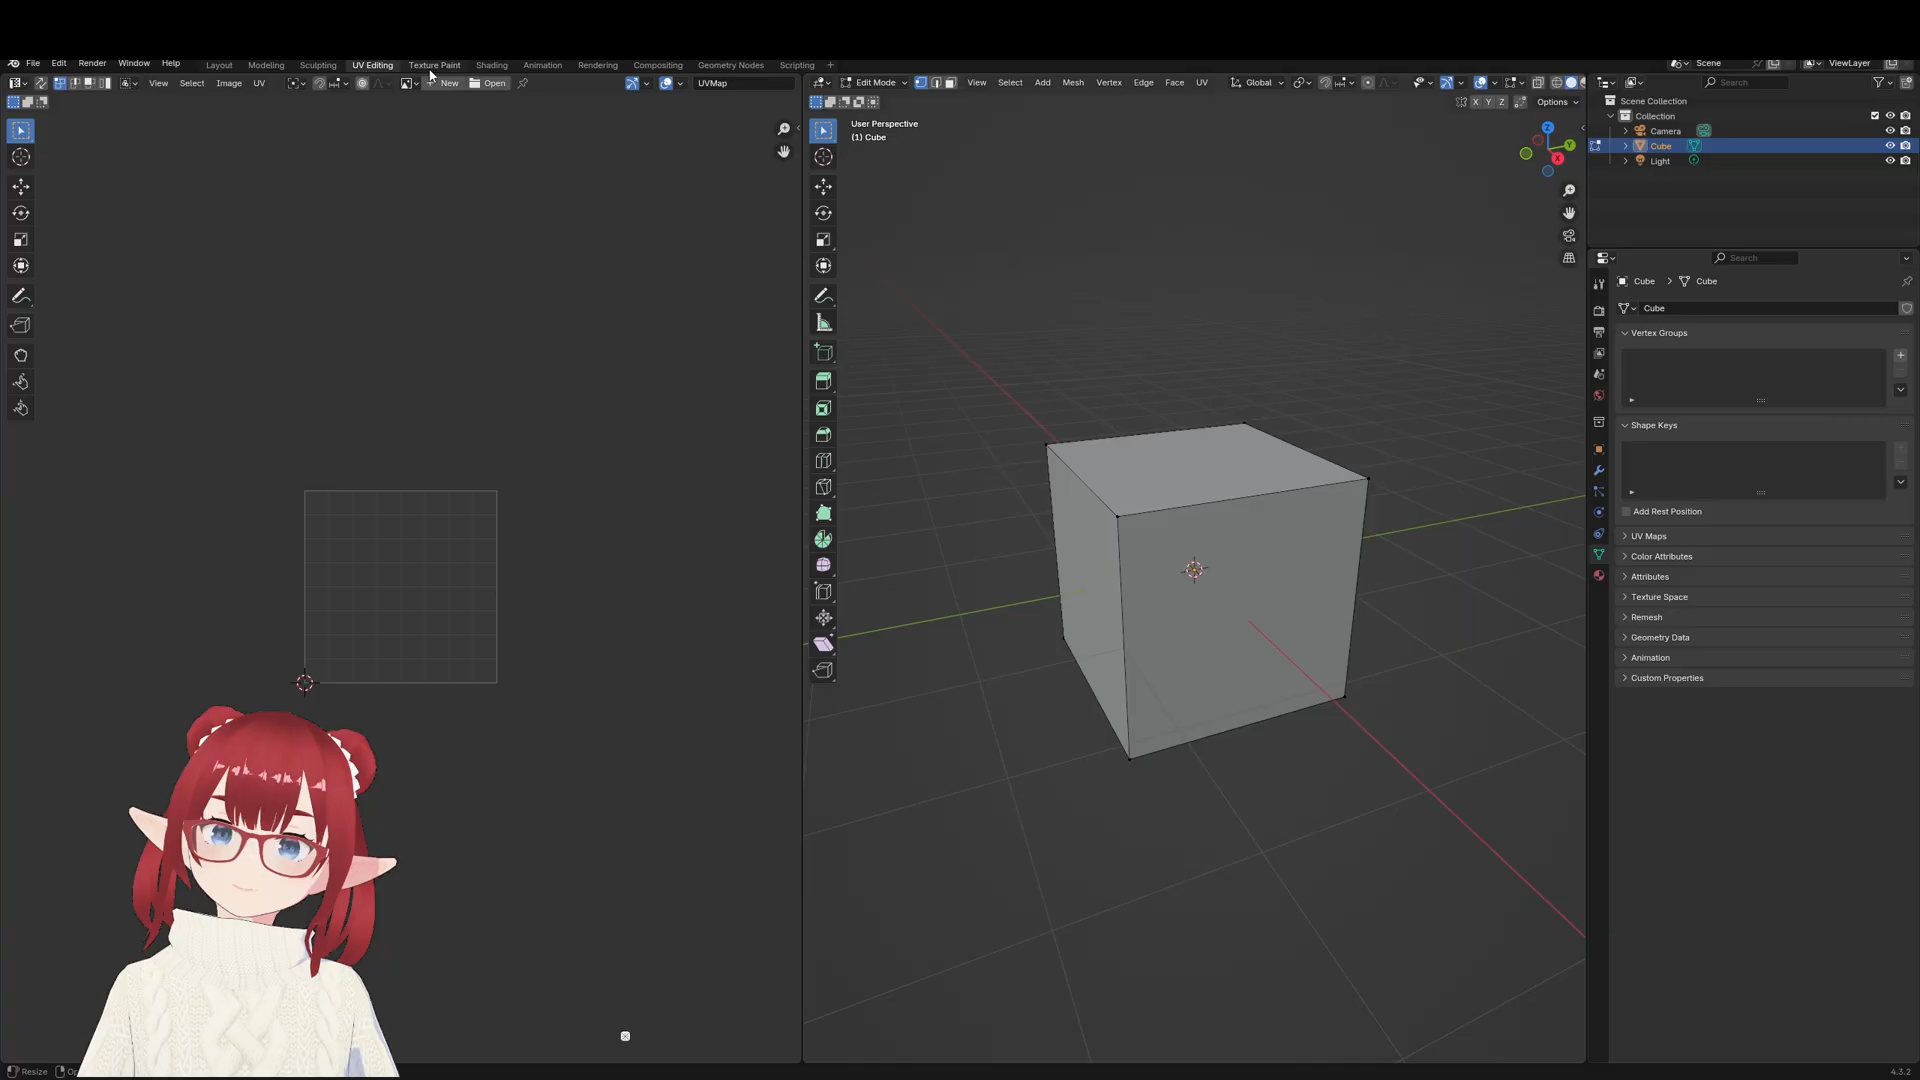 File Edit Render Window Help Layout Modeling Sculpting UV Editing Texture Paint Shading Animation Rendering Compositing Geometry Nodes Scripting + Scene ViewLayer
View Select Image UV New Open UVMap
Edit Mode View Select Add Mesh Vertex Edge Face UV Global
Search
X Y Z Options
User Perspective
(1) Cube
Z
Y
X
Scene Collection
Collection
Camera
Cube
Light
Search
Cube > Cube
Cube
Vertex Groups
Shape Keys
Add Rest Position
UV Maps
Color Attributes
Attributes
Texture Space
Remesh
Geometry Data
Animation
Custom Properties
Resize
4.3.2